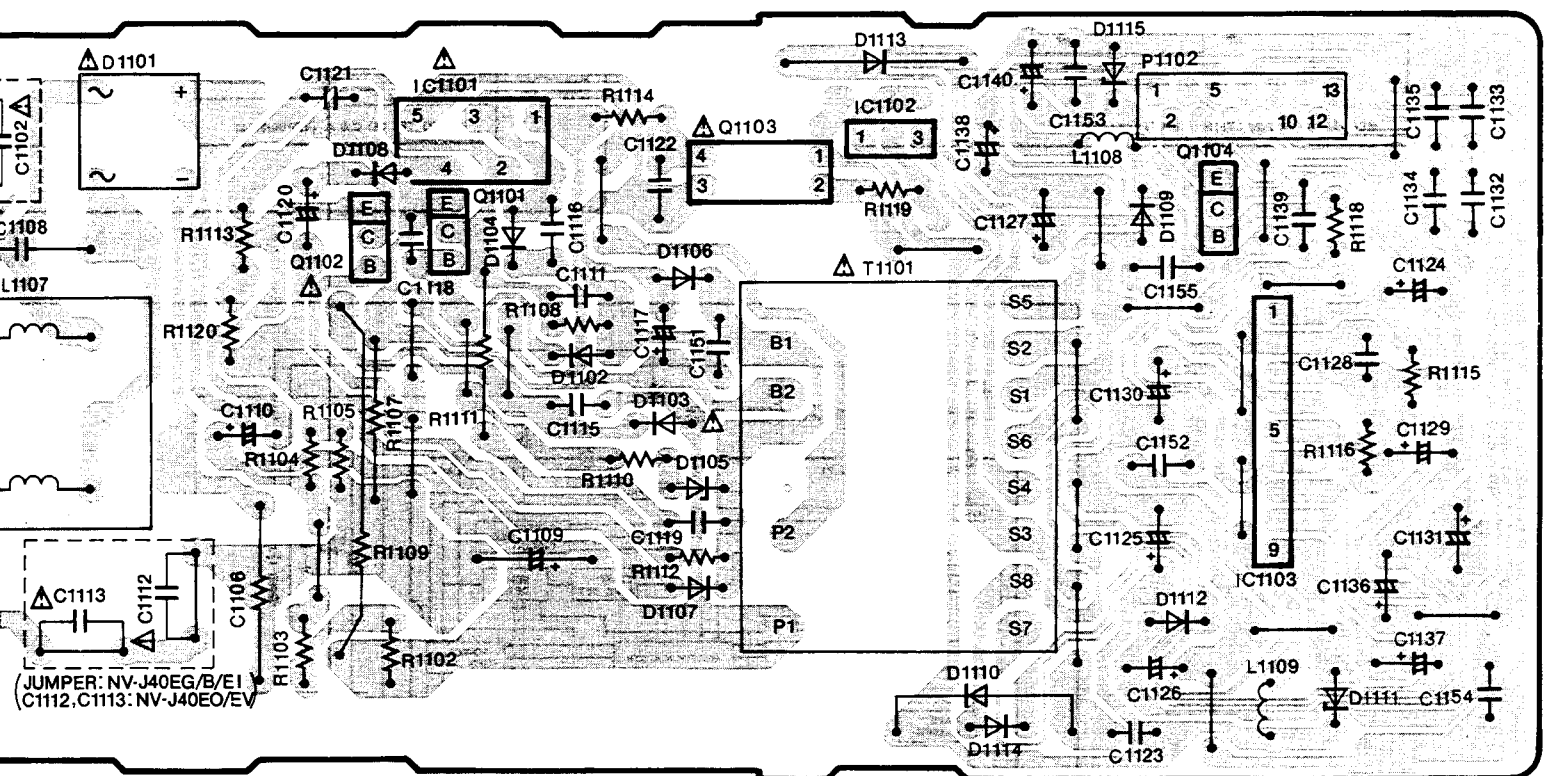 D1113
D1115
⚠ D1101
⚠
C1140
P1102
C1121
IC1101
R1114
IC1102
1 5 13
C1135
C1133
~ +
⚠
C1102
5 3 1
⚠ Q1103
1 3
C1138
C1153
2 10 12
D1108
4 2
C1122
4 1
L1108
Q1104
~ −
3 2
E
C
B
C1120
E
C
B
Q1101
E
C
B
D1104
C1116
R1119
C1127
D1109
C1139
R1118
C1134
C1132
C1108
R1113
Q1102
⚠
D1106
⚠ T1101
C1124
L1107
C1118
C1111
C1155
R1108
S5
1
R1120
C1117
C1151
B1
S2
C1128
D1102
R1115
C1110
R1105
R1107
R1111
C1115
D1103
⚠
B2
S1
C1130
5
C1129
R1104
S6
C1152
R1116
R1110
D1105
S4
C1109
C1119
P2
S3
C1125
9
C1131
R1109
R1112
IC1103
C1136
⚠ C1113
C1112
⚠
C1106
D1107
S8
D1112
R1103
R1102
P1
S7
C1137
(JUMPER: NV-J40EG/B/EI
C1112,C1113: NV-J40EO/EV)
D1110
C1126
L1109
D1111
C1154
D1114
C1123